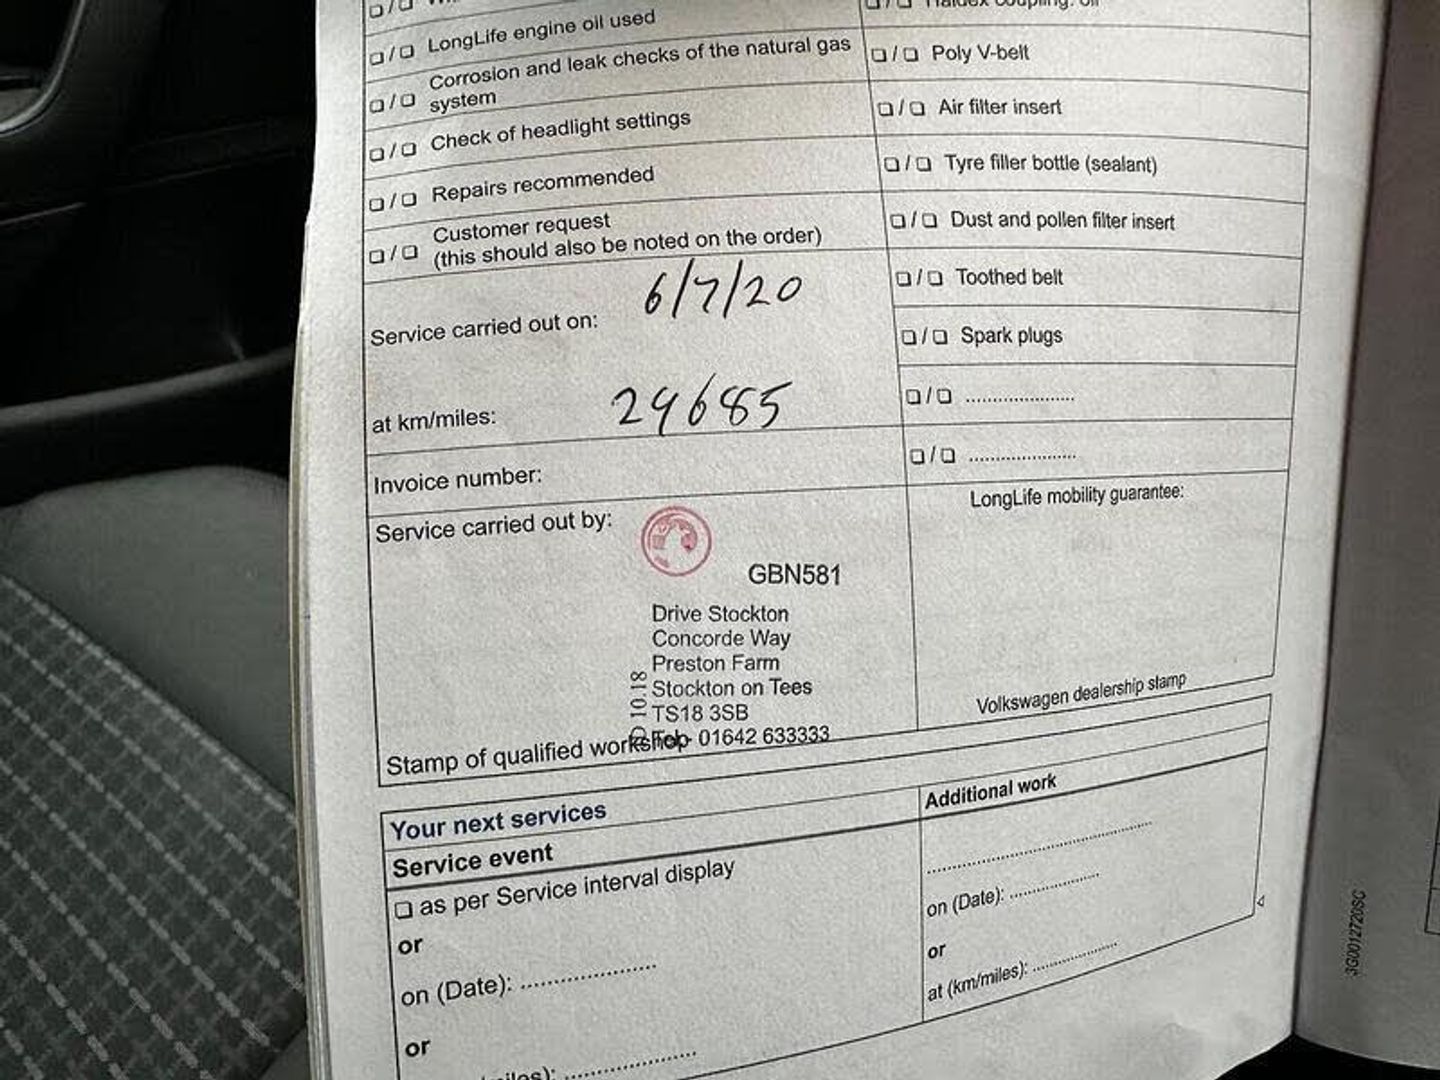 ❏/❏ LongLife engine oil used
❏/❏ Corrosion and leak checks of the natural gas
system
❏/❏ Check of headlight settings
❏/❏ Repairs recommended
❏/❏ Customer request
(this should also be noted on the order)
Service carried out on: 6/7/20
at km/miles: 29685
Invoice number:
Service carried out by:
GBN581
Drive Stockton
Concorde Way
Preston Farm
Stockton on Tees
TS18 3SB
Tel: 01642 633333
10.18
Stamp of qualified workshop
Haldex coupling: oil
❏/❏ Poly V-belt
❏/❏ Air filter insert
❏/❏ Tyre filler bottle (sealant)
❏/❏ Dust and pollen filter insert
❏/❏ Toothed belt
❏/❏ Spark plugs
❏/❏ ......................
❏/❏ ......................
LongLife mobility guarantee:
Volkswagen dealership stamp
Your next services
Service event
❏ as per Service interval display
or
on (Date): ......................
or
Additional work
......................
on (Date): ......................
or
at (km/miles): ......................
3G0012720SC